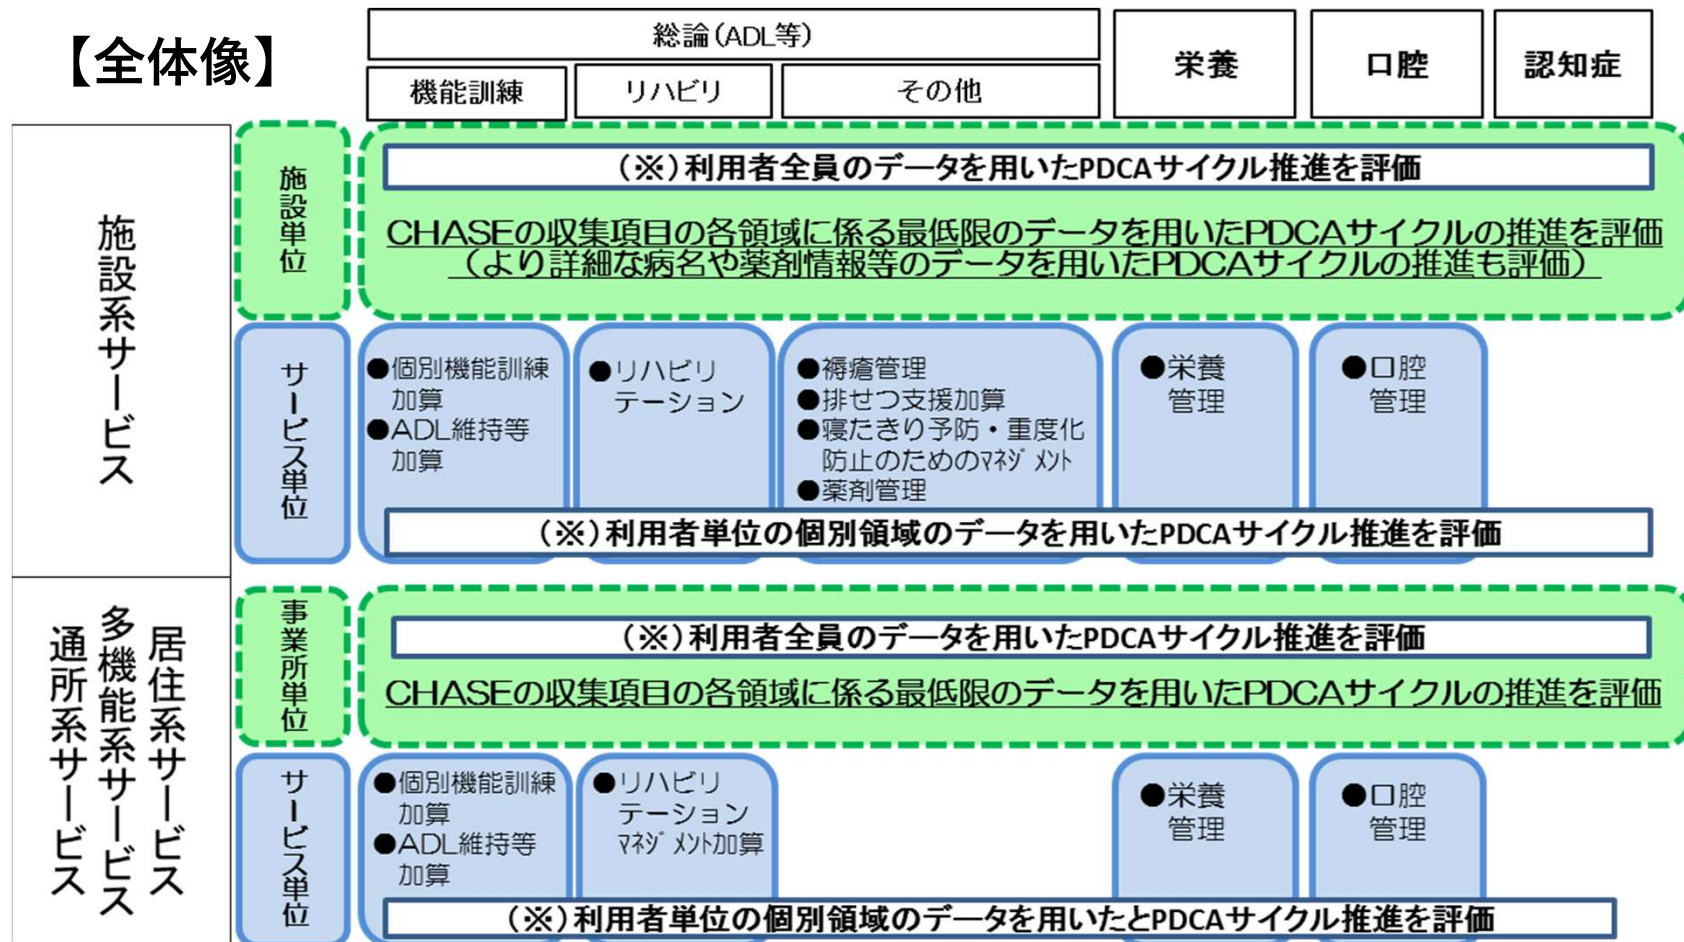 【全体像】
総論(ADL等)
機能訓練
リハビリ
その他
栄養
口腔
認知症
施設系サービス
施設単位
(※)利用者全員のデータを用いたPDCAサイクル推進を評価
CHASEの収集項目の各領域に係る最低限のデータを用いたPDCAサイクルの推進を評価
(より詳細な病名や薬剤情報等のデータを用いたPDCAサイクルの推進も評価)
サービス単位
●個別機能訓練
加算
●ADL維持等
加算
●リハビリ
テーション
●褥瘡管理
●排せつ支援加算
●寝たきり予防・重度化
防止のためのﾏﾈｼﾞﾒﾝﾄ
●薬剤管理
●栄養
管理
●口腔
管理
(※)利用者単位の個別領域のデータを用いたPDCAサイクル推進を評価
居住系サービス
多機能系サービス
通所系サービス
事業所単位
(※)利用者全員のデータを用いたPDCAサイクル推進を評価
CHASEの収集項目の各領域に係る最低限のデータを用いたPDCAサイクルの推進を評価
サービス単位
●個別機能訓練
加算
●ADL維持等
加算
●リハビリ
テーション
ﾏﾈｼﾞﾒﾝﾄ加算
●栄養
管理
●口腔
管理
(※)利用者単位の個別領域のデータを用いたとPDCAサイクル推進を評価